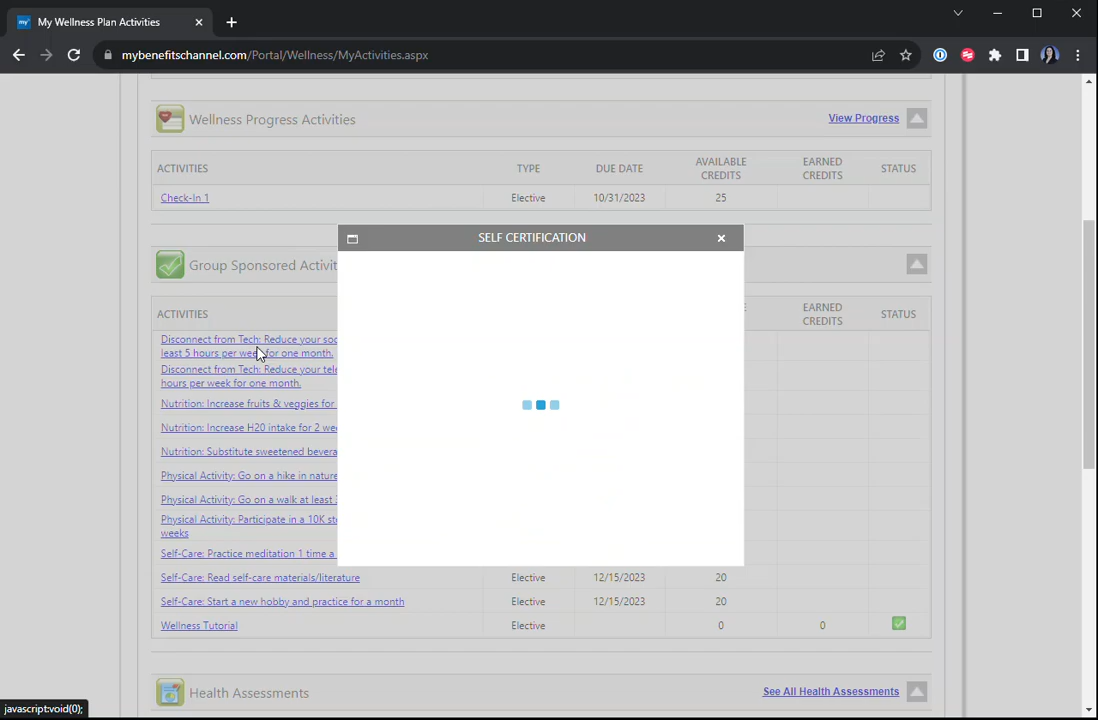 my
My Wellness Plan Activities
mybenefitschannel.com/Portal/Wellness/MyActivities.aspx
Wellness Progress Activities
View Progress
ACTIVITIES TYPE DUE DATE AVAILABLE CREDITS EARNED CREDITS STATUS
Check-In 1 Elective 10/31/2023 25
SELF CERTIFICATION
Group Sponsored Activit
ACTIVITIES EARNED CREDITS STATUS
Disconnect from Tech: Reduce your soc
least 5 hours per week for one month.
Disconnect from Tech: Reduce your tele
hours per week for one month.
Nutrition: Increase fruits & veggies for
Nutrition: Increase H20 intake for 2 wee
Nutrition: Substitute sweetened bevera
Physical Activity: Go on a hike in nature
Physical Activity: Go on a walk at least
Physical Activity: Participate in a 10K ste
weeks
Self-Care: Practice meditation 1 time a
Self-Care: Read self-care materials/literature Elective 12/15/2023 20
Self-Care: Start a new hobby and practice for a month Elective 12/15/2023 20
Wellness Tutorial Elective 0 0
Health Assessments
See All Health Assessments
javascript:void(0);